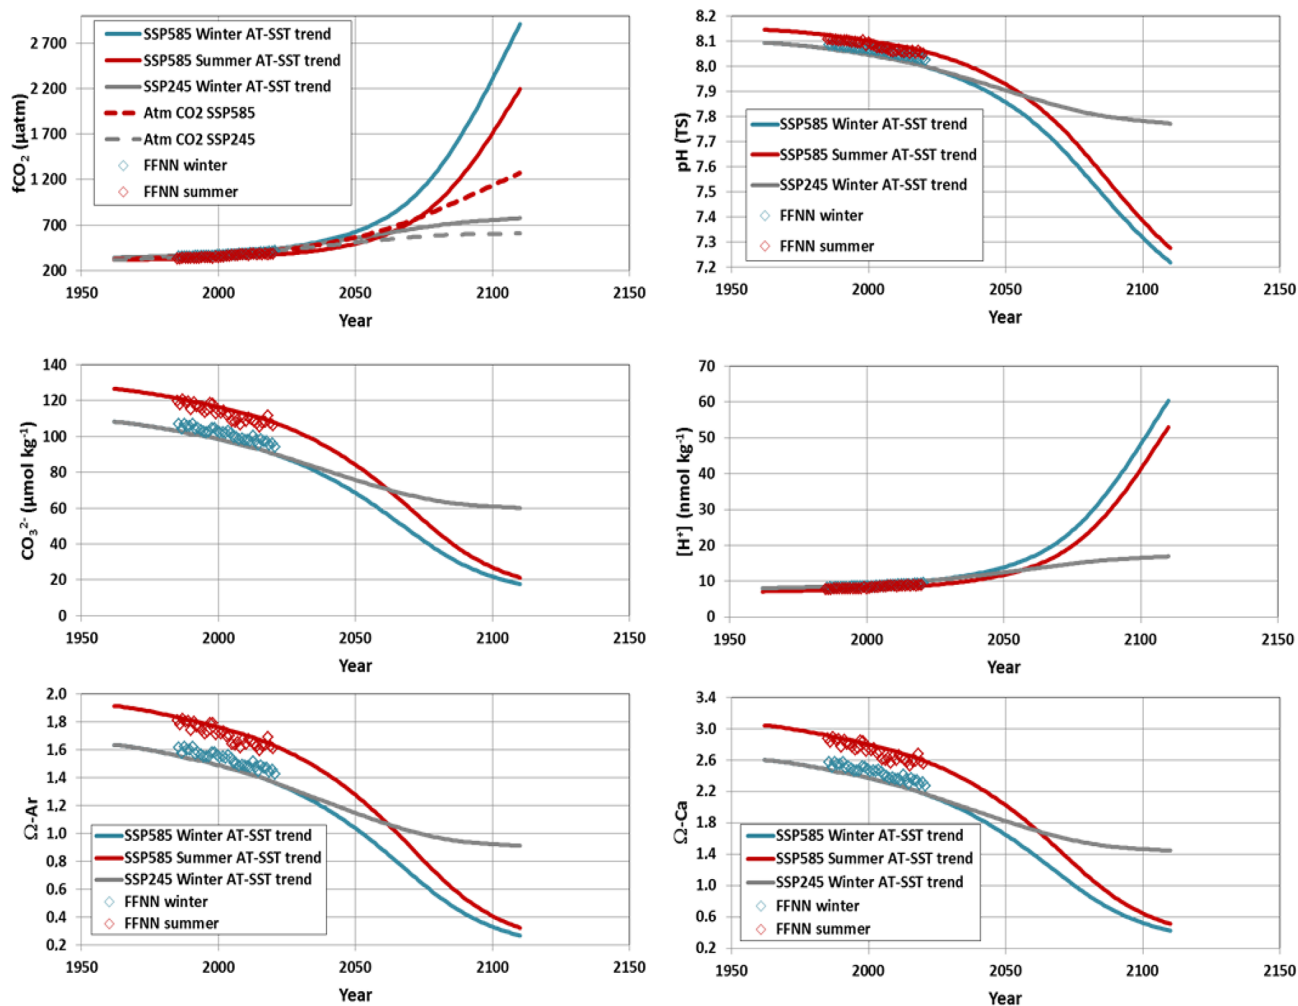 fCO₂ (µatm)
2 700
2 200
1 700
1 200
700
200
SSP585 Winter AT-SST trend
SSP585 Summer AT-SST trend
SSP245 Winter AT-SST trend
Atm CO2 SSP585
Atm CO2 SSP245
FFNN winter
FFNN summer
1950 2000 2050 2100 2150
Year
pH (TS)
8.2
8.1
8.0
7.9
7.8
7.7
7.6
7.5
7.4
7.3
7.2
SSP585 Winter AT-SST trend
SSP585 Summer AT-SST trend
SSP245 Winter AT-SST trend
FFNN winter
FFNN summer
1950 2000 2050 2100 2150
Year
CO₃²⁻ (µmol kg⁻¹)
140
120
100
80
60
40
20
0
1950 2000 2050 2100 2150
Year
[H⁺] (nmol kg⁻¹)
70
60
50
40
30
20
10
0
1950 2000 2050 2100 2150
Year
Ω-Ar
2.0
1.8
1.6
1.4
1.2
1.0
0.8
0.6
0.4
0.2
SSP585 Winter AT-SST trend
SSP585 Summer AT-SST trend
SSP245 Winter AT-SST trend
FFNN winter
FFNN summer
1950 2000 2050 2100 2150
Year
Ω-Ca
3.4
3.0
2.6
2.2
1.8
1.4
1.0
0.6
0.2
SSP585 Winter AT-SST trend
SSP585 Summer AT-SST trend
SSP245 Winter AT-SST trend
FFNN winter
FFNN summer
1950 2000 2050 2100 2150
Year